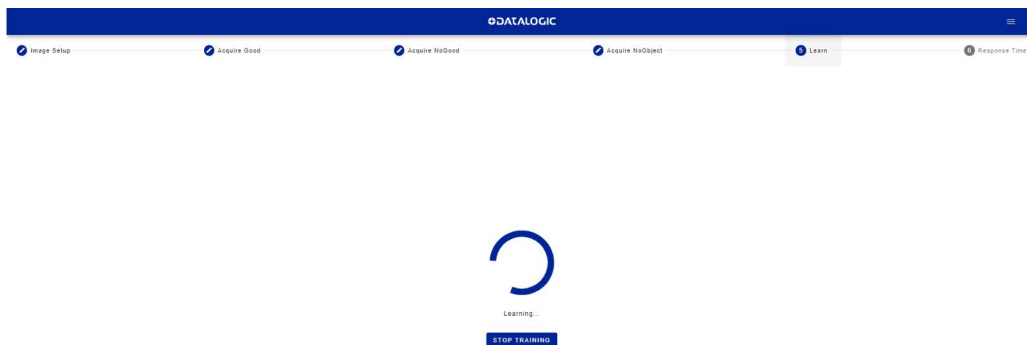 DATALOGIC
Image Setup Acquire Good Acquire NoGood Acquire NoObject 5 Learn 6 Response Time
Learning...
STOP TRAINING